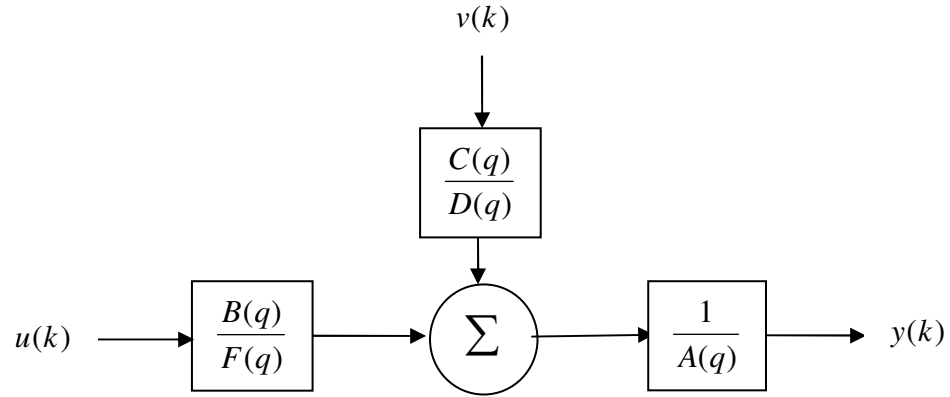 v(k)
C(q)
D(q)
u(k)
B(q)
F(q)
∑
1
A(q)
y(k)